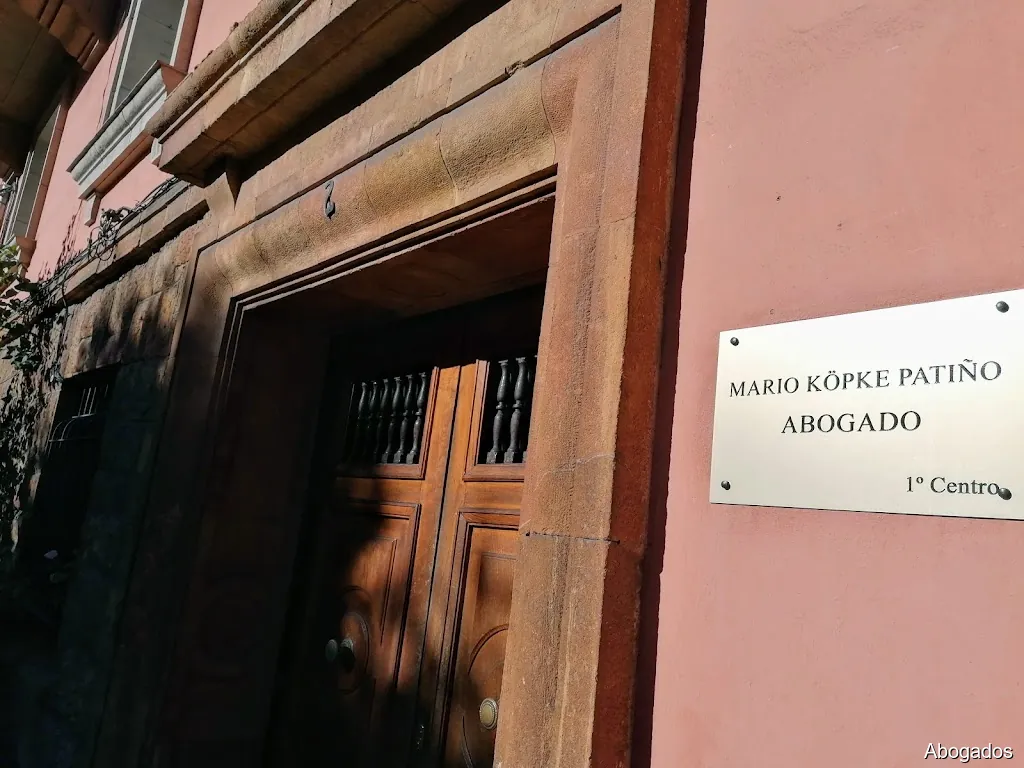 2
MARIO KÖPKE PATIÑO
ABOGADO
1º Centro
Abogados